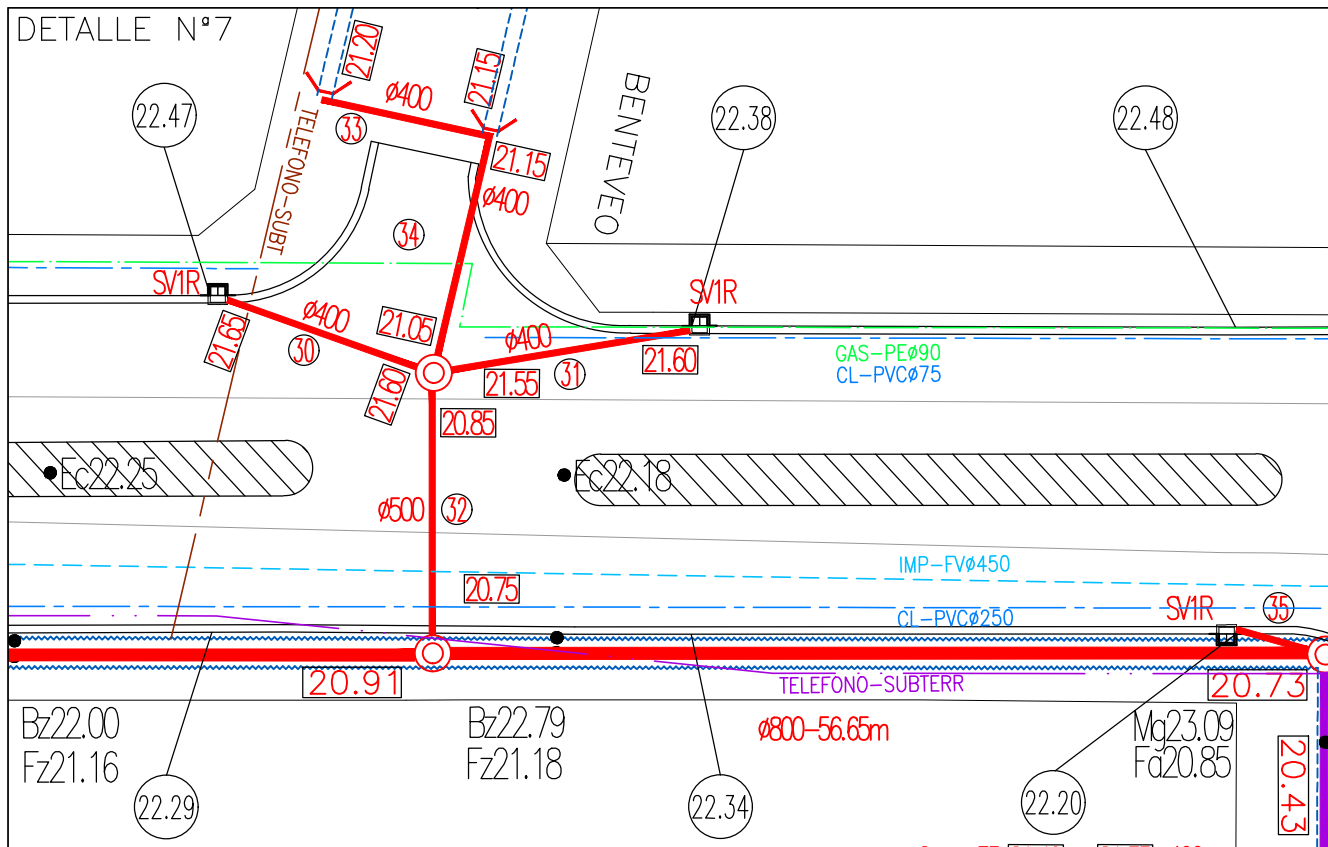 DETALLE Nº7
21.20
21.15
ø400
22.47
33
TELEFONO-SUBT
BENTEVEO
22.38
22.48
21.15
ø400
34
SV1R
SV1R
ø400
21.05
ø400
21.65
30
21.60
21.55
31
21.60
GAS-PEø90
CL-PVCø75
20.85
Ec22.25
Ec22.18
ø500
32
IMP-FVø450
20.75
CL-PVCø250
SV1R
35
20.91
TELEFONO-SUBTERR
20.73
Bz22.00
Fz21.16
Bz22.79
Fz21.18
ø800-56.65m
Mg23.09
Fa20.85
20.43
22.29
22.34
22.20